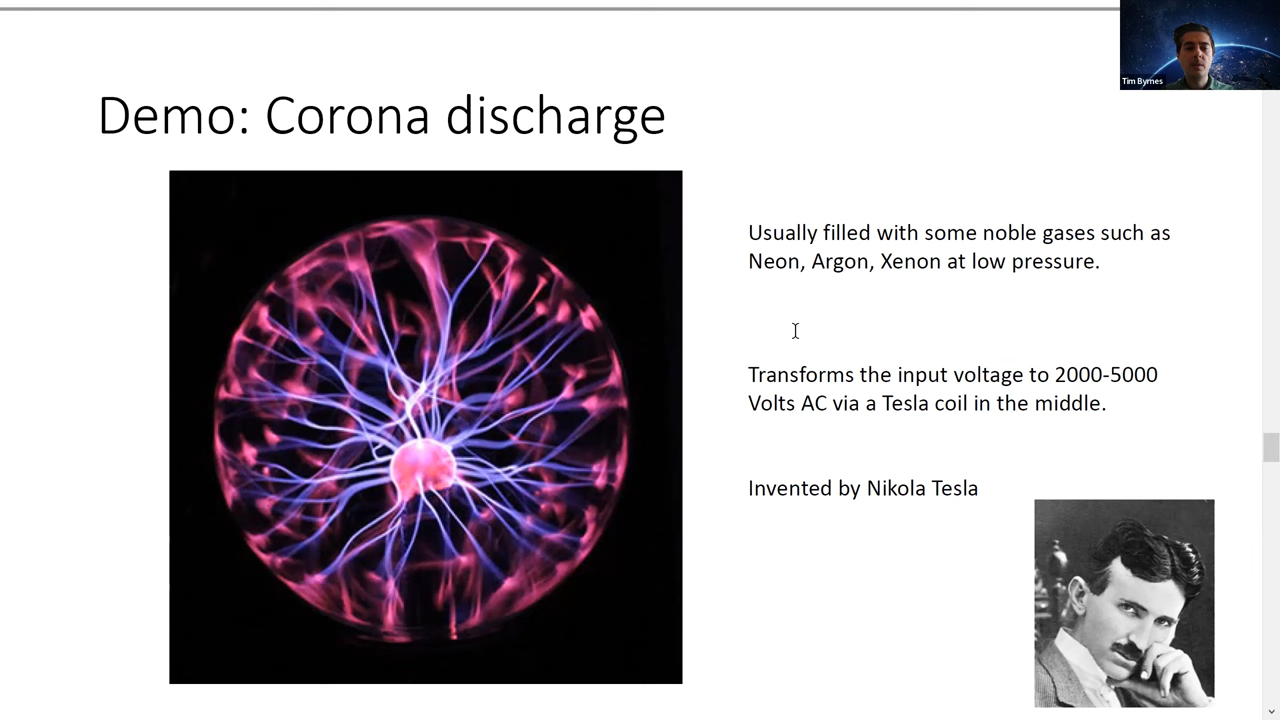 Tim Byrnes
Demo: Corona discharge
Usually filled with some noble gases such as
Neon, Argon, Xenon at low pressure.
Transforms the input voltage to 2000-5000
Volts AC via a Tesla coil in the middle.
Invented by Nikola Tesla